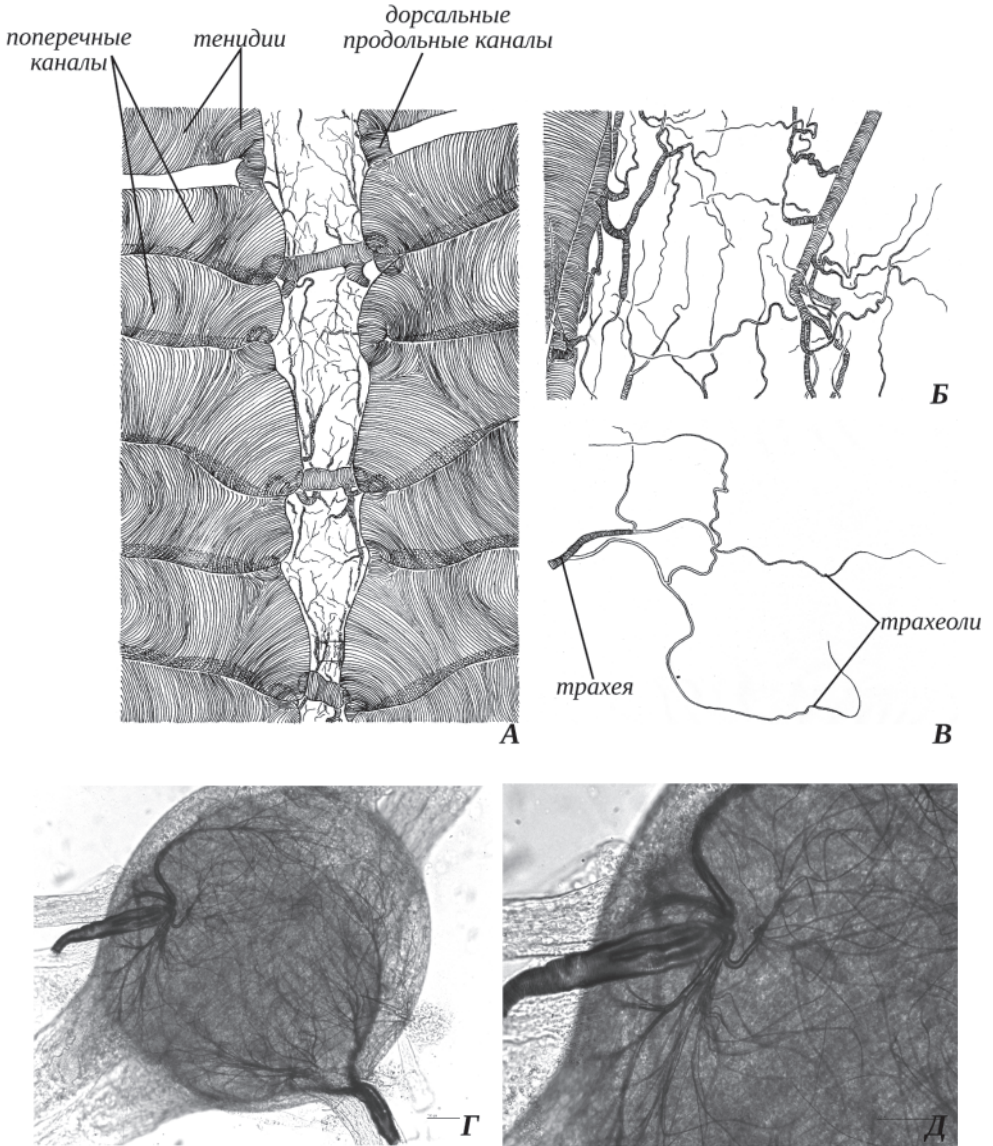 поперечные
каналы
тенидии
дорсальные
продольные каналы
А
Б
трахея
трахеоли
В
Г
Д